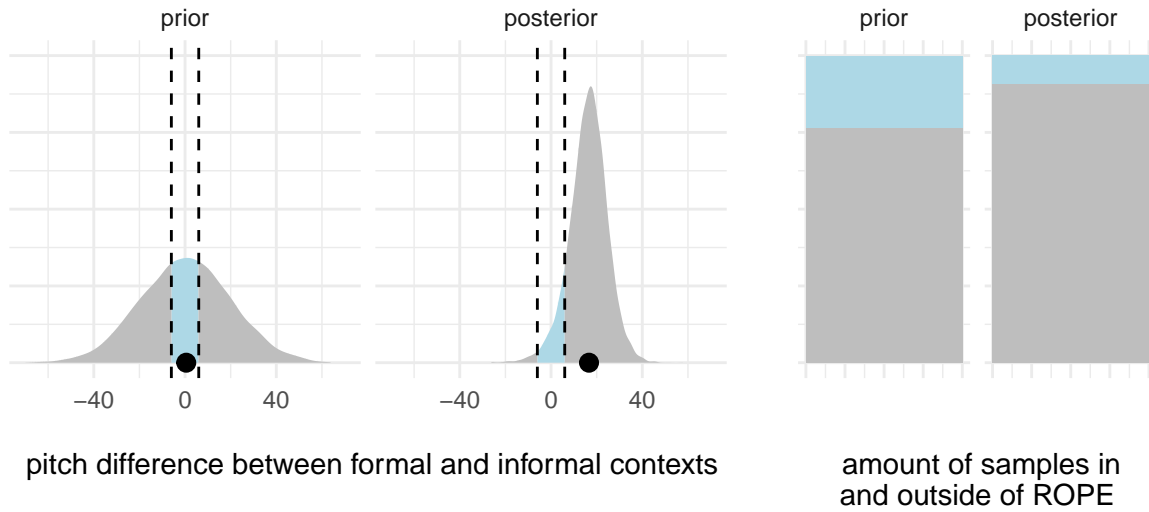 prior
posterior
prior
posterior
−40
0
40
−40
0
40
pitch difference between formal and informal contexts
amount of samples in
and outside of ROPE